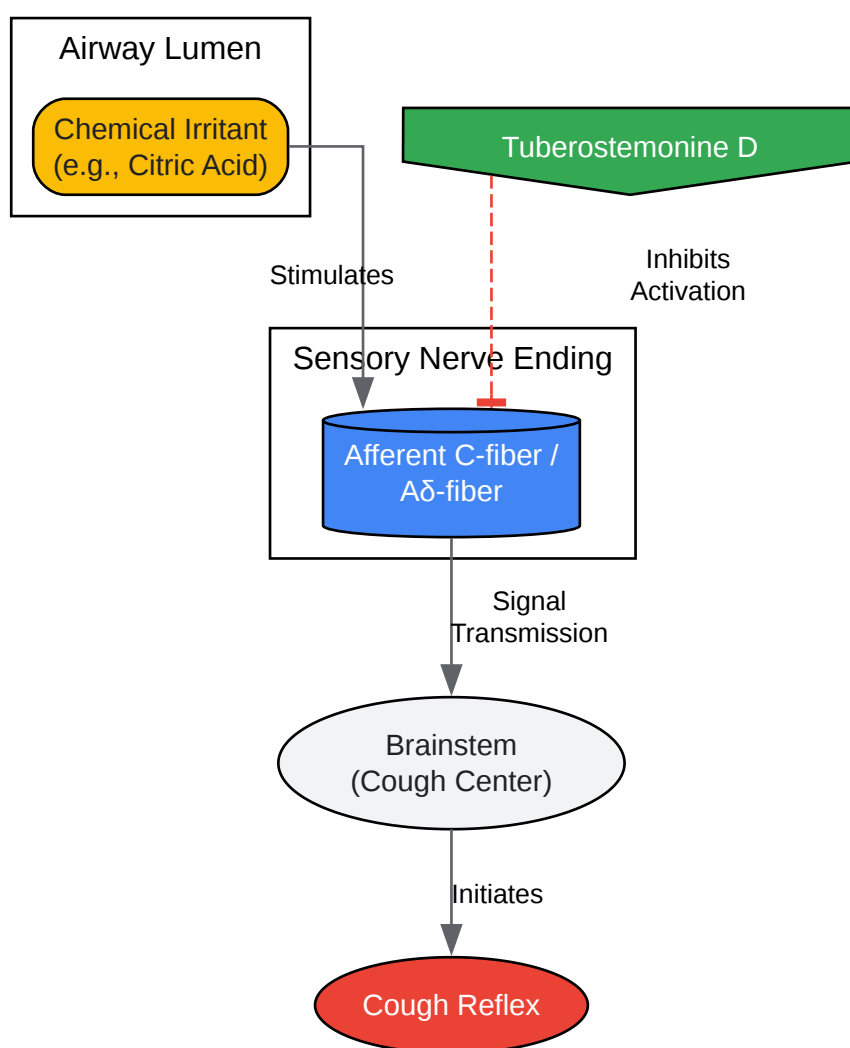 Airway Lumen
Chemical Irritant
(e.g., Citric Acid)
Tuberostemonine D
Stimulates
Inhibits
Activation
Sensory Nerve Ending
Afferent C-fiber /
Aδ-fiber
Signal
Transmission
Brainstem
(Cough Center)
Initiates
Cough Reflex